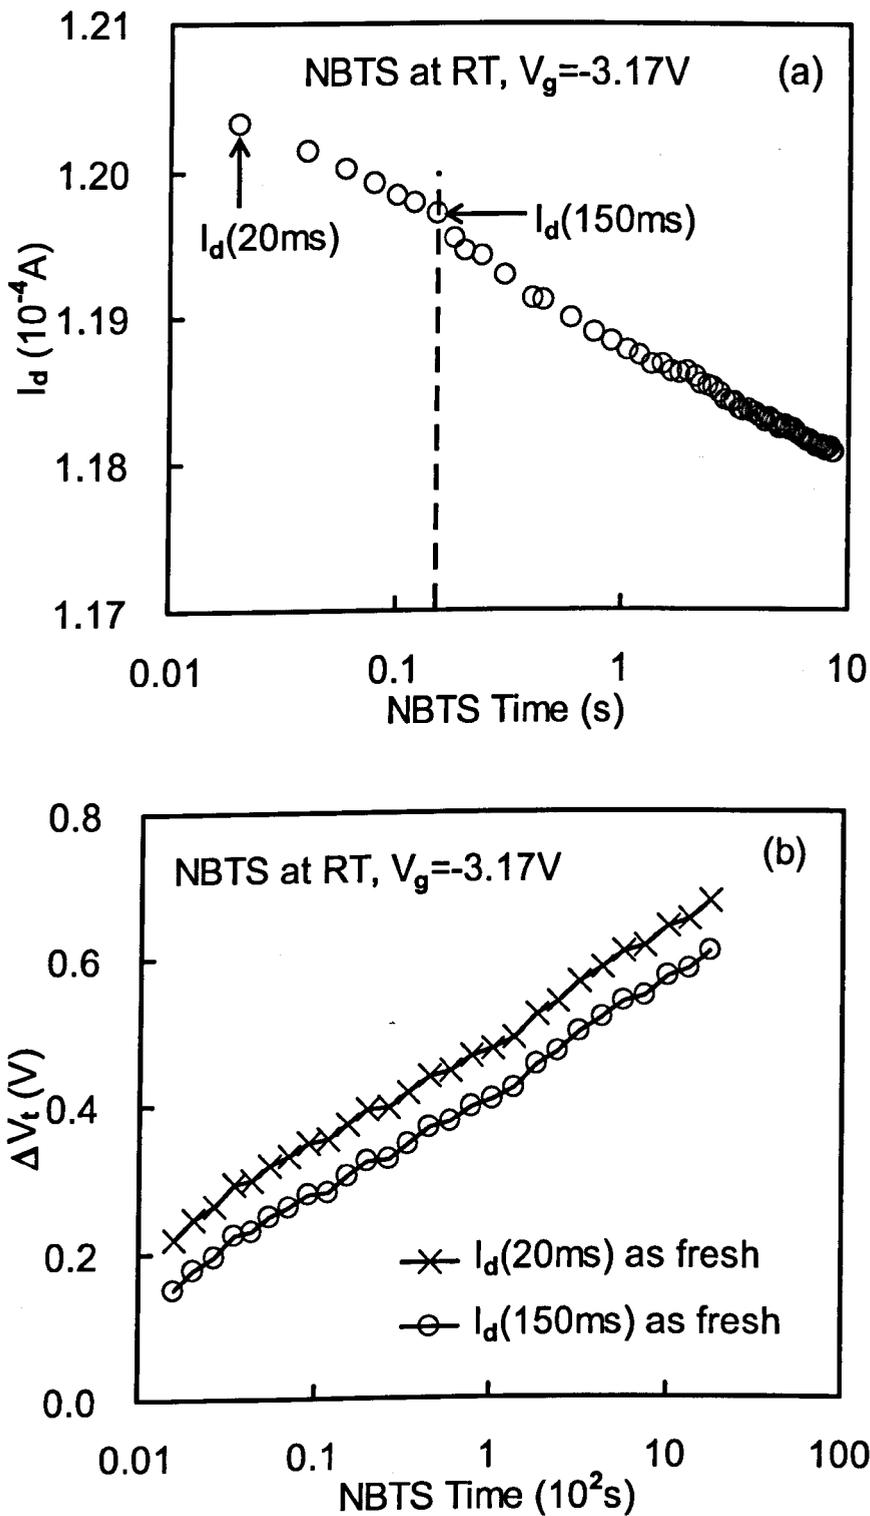 1.21
NBTS at RT, Vg=-3.17V (a)
1.20
Id(20ms)
Id(150ms)
Id (10-4A)
1.19
1.18
1.17
0.01 0.1 1 10
NBTS Time (s)
0.8
NBTS at RT, Vg=-3.17V (b)
0.6
ΔVt (V)
0.4
0.2
Id(20ms) as fresh
Id(150ms) as fresh
0.0
0.01 0.1 1 10 100
NBTS Time (10²s)